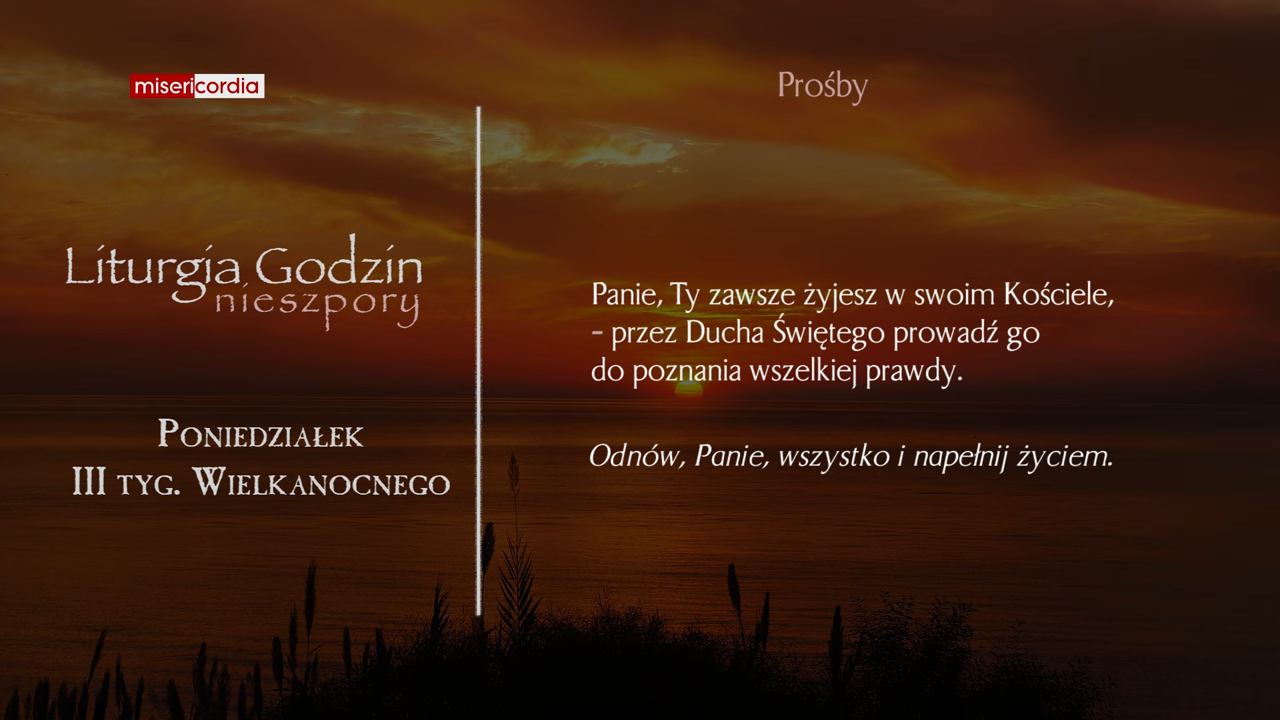 misericordia
Liturgia Godzin
nieszpory
Poniedziałek
III tyg. Wielkanocnego
Prośby
Panie, Ty zawsze żyjesz w swoim Kościele,
- przez Ducha Świętego prowadź go
do poznania wszelkiej prawdy.
Odnów, Panie, wszystko i napełnij życiem.